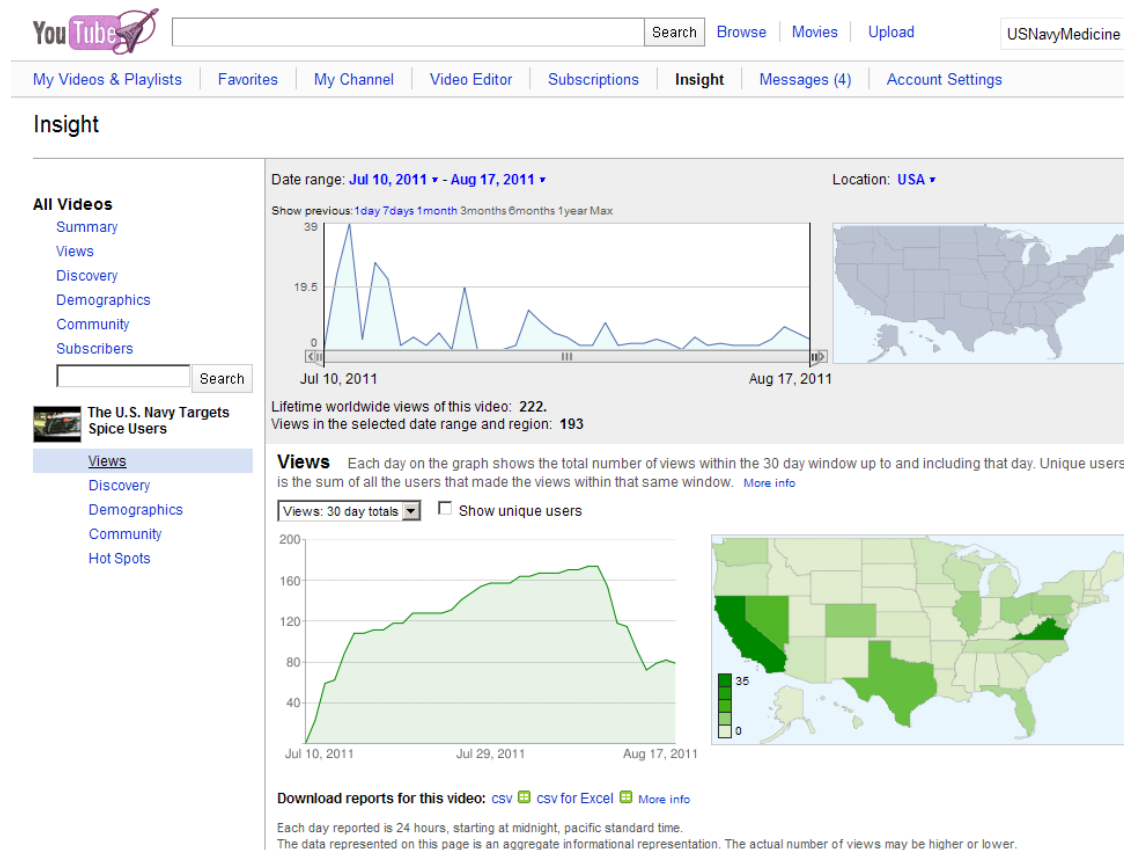 YouTube
Search
Browse
Movies
Upload
USNavyMedicine
My Videos & Playlists
Favorites
My Channel
Video Editor
Subscriptions
Insight
Messages (4)
Account Settings
Insight
All Videos
Summary
Views
Discovery
Demographics
Community
Subscribers
Search
The U.S. Navy Targets
Spice Users
Views
Discovery
Demographics
Community
Hot Spots
Date range: Jul 10, 2011 - Aug 17, 2011
Location: USA
Show previous: 1day 7days 1month 3months 6months 1year Max
39
19.5
0
Jul 10, 2011
Aug 17, 2011
Lifetime worldwide views of this video: 222.
Views in the selected date range and region: 193
Views Each day on the graph shows the total number of views within the 30 day window up to and including that day. Unique users
is the sum of all the users that made the views within that same window. More info
Views: 30 day totals
Show unique users
200
160
120
80
40
Jul 10, 2011
Jul 29, 2011
Aug 17, 2011
35
0
Download reports for this video: csv csv for Excel More info
Each day reported is 24 hours, starting at midnight, pacific standard time.
The data represented on this page is an aggregate informational representation. The actual number of views may be higher or lower.